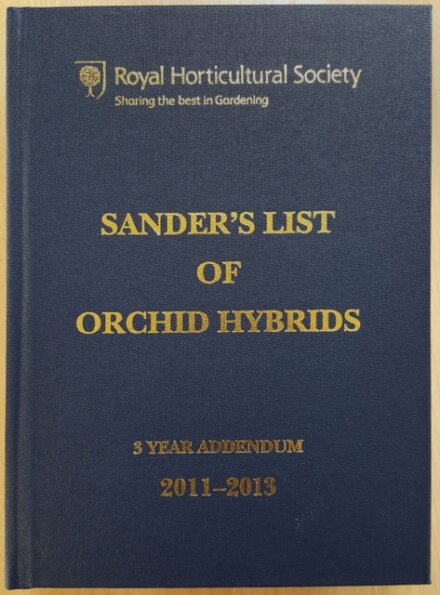 Royal Horticultural Society
Sharing the best in Gardening
SANDER'S LIST
OF
ORCHID HYBRIDS
3 YEAR ADDENDUM
2011–2013